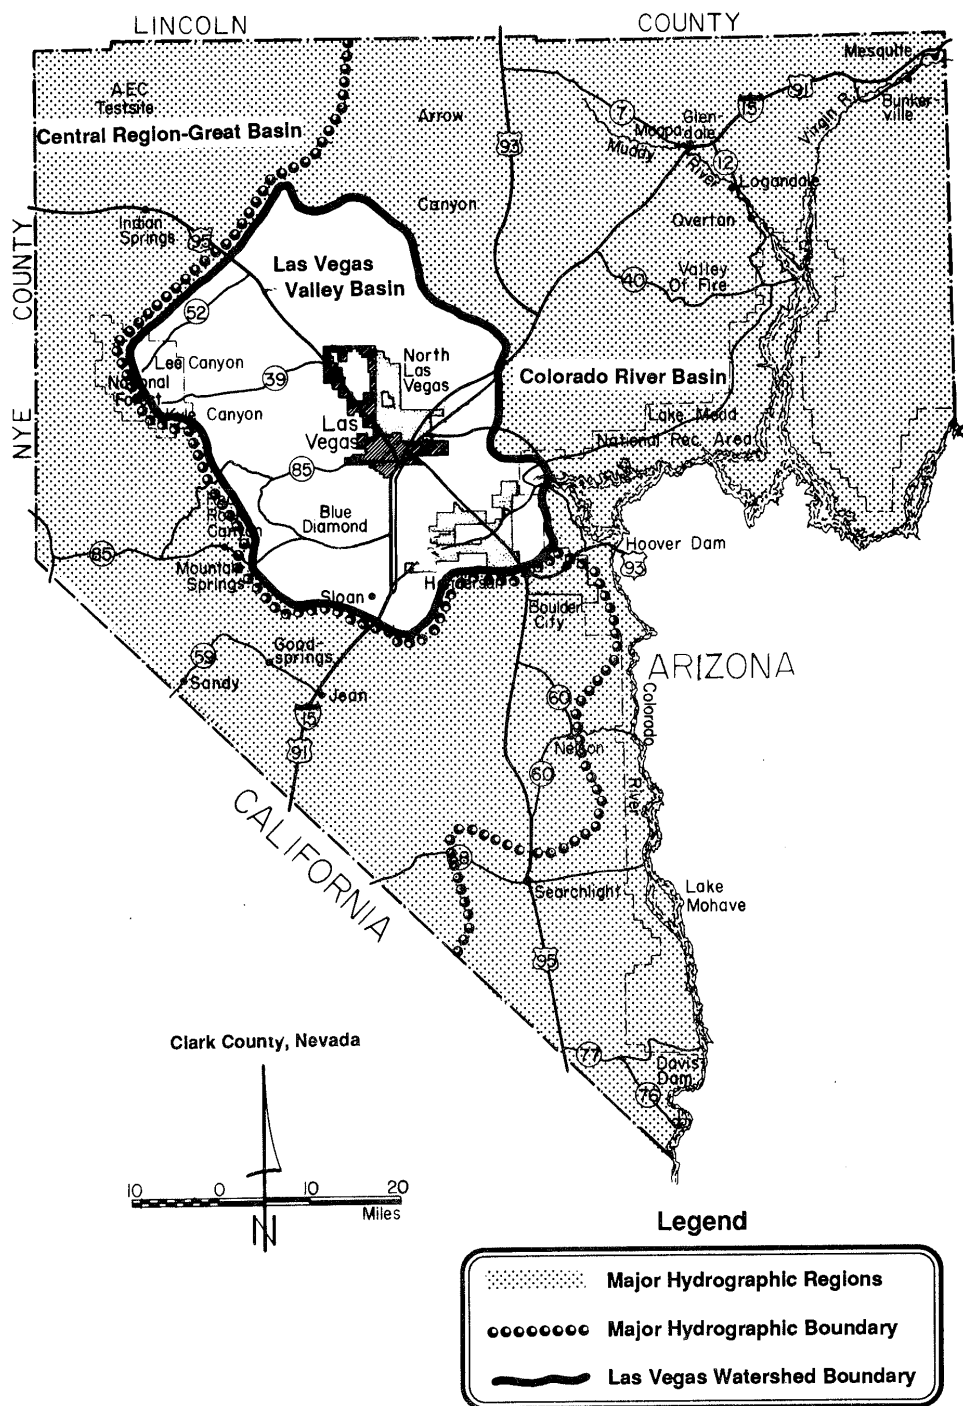 LINCOLN
COUNTY
Mesquite
AEC
Testsite
Central Region-Great Basin
Arrow
Canyon
93
7
Moapa
Glen-
dale
15
91
Virgin R.
Bunker-
ville
Muddy
River
12
Logandale
Overton
NYE COUNTY
Indian
Springs
95
Las Vegas
Valley Basin
40
Valley
Of Fire
52
Lee Canyon
North
Las
Vegas
Colorado River Basin
39
National
Forest
Kyle Canyon
Las
Vegas
Lake Mead
National Rec. Area
85
Blue
Diamond
Red
Rock
Canyon
Hoover Dam
93
85
Mountain
Springs
Henderson
Sloan
Boulder
City
Good-
springs
59
Sandy
Jean
ARIZONA
15
91
60
Nelson
60
Colorado
River
CALIFORNIA
68
Searchlight
Lake
Mohave
95
Clark County, Nevada
77
Davis
Dam
76
10 0 10 20
Miles
N
Legend
Major Hydrographic Regions
Major Hydrographic Boundary
Las Vegas Watershed Boundary